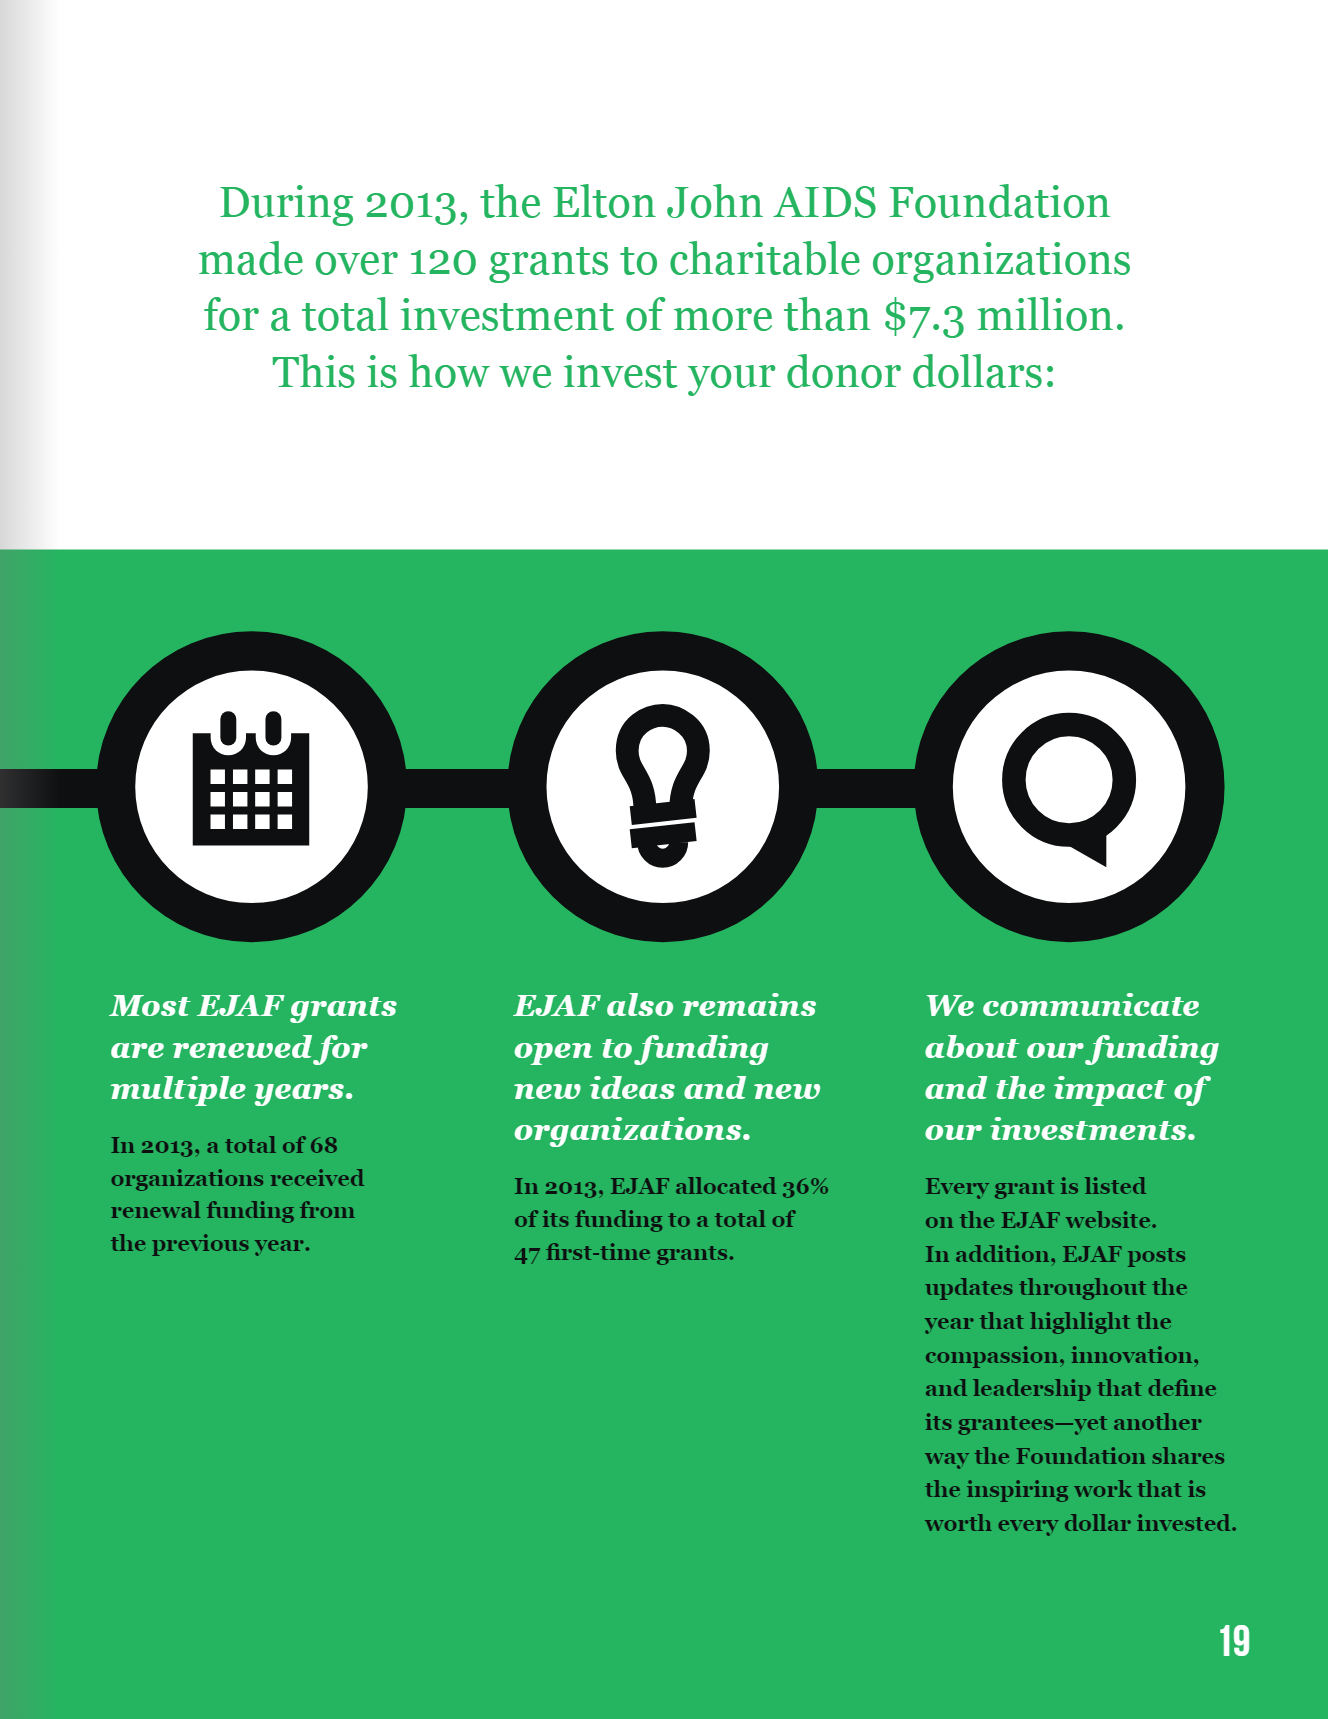 During 2013, the Elton John AIDS Foundation
made over 120 grants to charitable organizations
for a total investment of more than $7.3 million.
This is how we invest your donor dollars:
Most EJAF grants
are renewed for
multiple years.
In 2013, a total of 68
organizations received
renewal funding from
the previous year.
EJAF also remains
open to funding
new ideas and new
organizations.
In 2013, EJAF allocated 36%
of its funding to a total of
47 first-time grants.
We communicate
about our funding
and the impact of
our investments.
Every grant is listed
on the EJAF website.
In addition, EJAF posts
updates throughout the
year that highlight the
compassion, innovation,
and leadership that define
its grantees—yet another
way the Foundation shares
the inspiring work that is
worth every dollar invested.
19